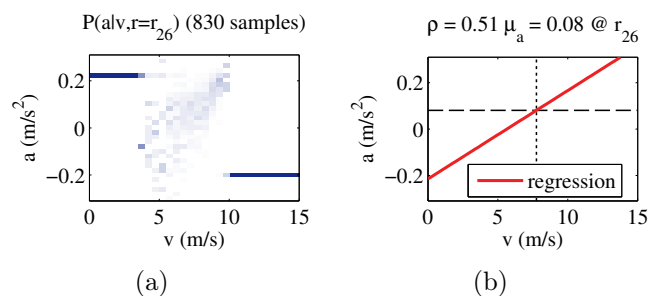 P(a|v,r=r₂₆) (830 samples)
a (m/s²)
0.2
0
−0.2
0 5 10 15
v (m/s)
(a)
ρ = 0.51 μₐ = 0.08 @ r₂₆
a (m/s²)
0.2
0
−0.2
regression
0 5 10 15
v (m/s)
(b)